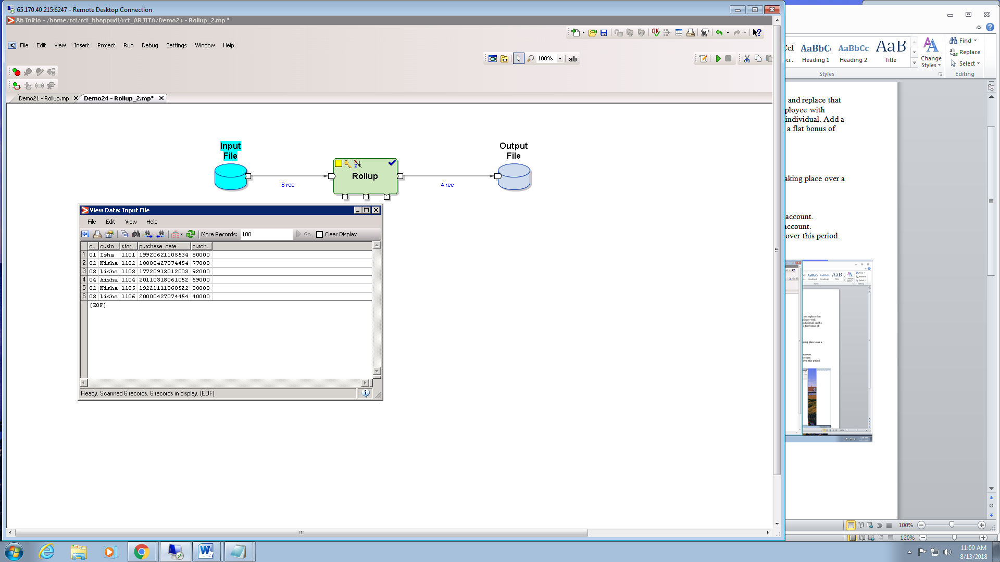 65.170.40.215:6247 - Remote Desktop Connection
Ab Initio - /home/rcf/rcf_hboppudi/rcf_ARJITA/Demo24 - Rollup_2.mp *
File Edit View Insert Project Run Debug Settings Window Help
100% ab
Demo21 - Rollup.mp Demo24 - Rollup_2.mp*
Input
File
6 rec
Rollup
4 rec
Output
File
View Data: Input File
File Edit View Help
More Records: 100 Go Clear Display
c... custo... stor... purchase_date purch...
1 01 Isha 1101 19920621105534 80000
2 02 Nisha 1102 18880427074454 77000
3 03 Lisha 1103 17720913012003 92000
4 04 Aisha 1104 20110318061052 69000
5 02 Nisha 1105 19221111060522 30000
6 03 Lisha 1106 20000427074454 40000
[EOF]
Ready. Scanned 6 records. 6 records in display. (EOF)
CcI AaBbCc AaBbCc AaB
ci... Heading 1 Heading 2 Title
Change
Styles
Styles
Find
Replace
Select
Editing
and replace that
ployee with
individual. Add a
a flat bonus of
aking place over a
account.
account.
over this period.
100%
120%
11:09 AM
8/13/2018